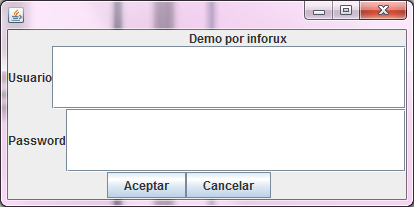 Demo por inforux
Usuario
Password
Aceptar Cancelar